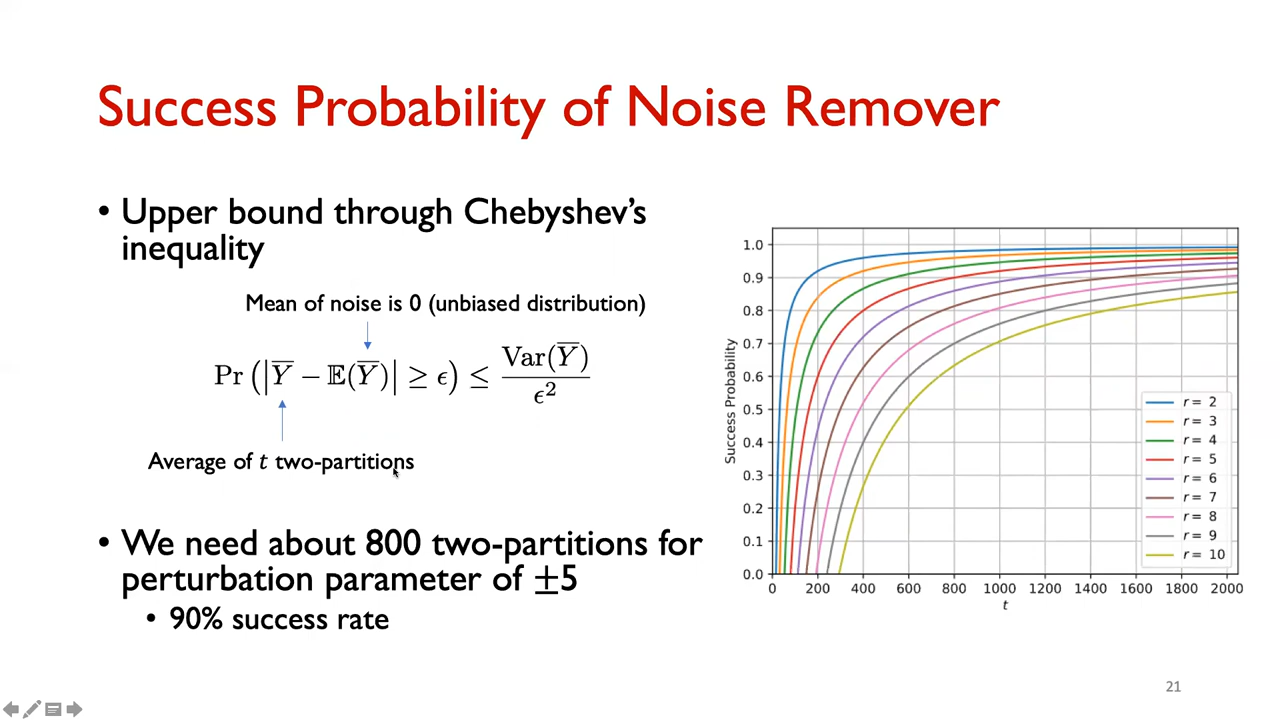 Success Probability of Noise Remover
• Upper bound through Chebyshev’s
inequality
Mean of noise is 0 (unbiased distribution)
Pr (|Y̅ − 𝔼(Y̅)| ≥ ϵ) ≤ Var(Y̅) / ϵ²
Average of t two-partitions
• We need about 800 two-partitions for
perturbation parameter of ±5
• 90% success rate
Success Probability
1.0
0.9
0.8
0.7
0.6
0.5
0.4
0.3
0.2
0.1
0.0
0 200 400 600 800 1000 1200 1400 1600 1800 2000
t
r = 2
r = 3
r = 4
r = 5
r = 6
r = 7
r = 8
r = 9
r = 10
21